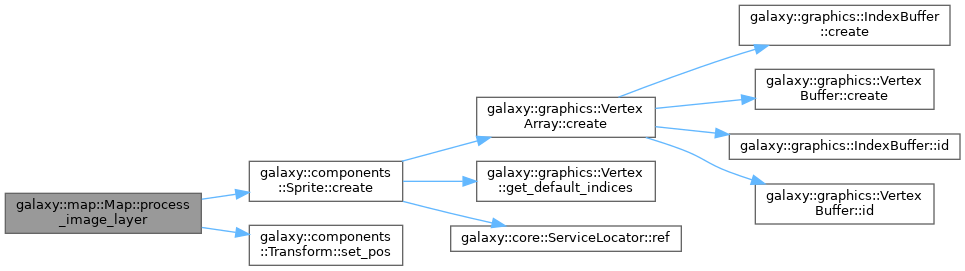 galaxy::map::Map::process
_image_layer
galaxy::components
::Sprite::create
galaxy::components
::Transform::set_pos
galaxy::graphics::Vertex
Array::create
galaxy::graphics::Vertex
::get_default_indices
galaxy::core::ServiceLocator::ref
galaxy::graphics::IndexBuffer
::create
galaxy::graphics::Vertex
Buffer::create
galaxy::graphics::IndexBuffer::id
galaxy::graphics::Vertex
Buffer::id